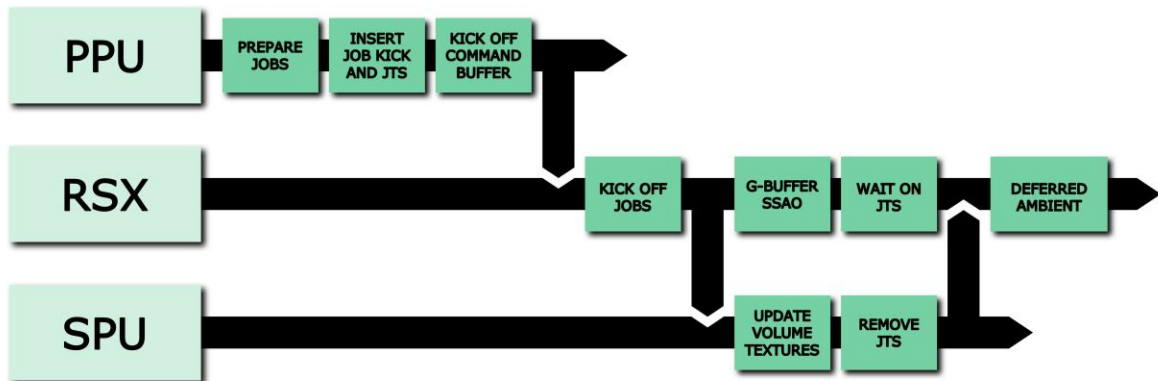 PPU
PREPARE
JOBS
INSERT
JOB KICK
AND JTS
KICK OFF
COMMAND
BUFFER
RSX
KICK OFF
JOBS
G-BUFFER
SSAO
WAIT ON
JTS
DEFERRED
AMBIENT
SPU
UPDATE
VOLUME
TEXTURES
REMOVE
JTS